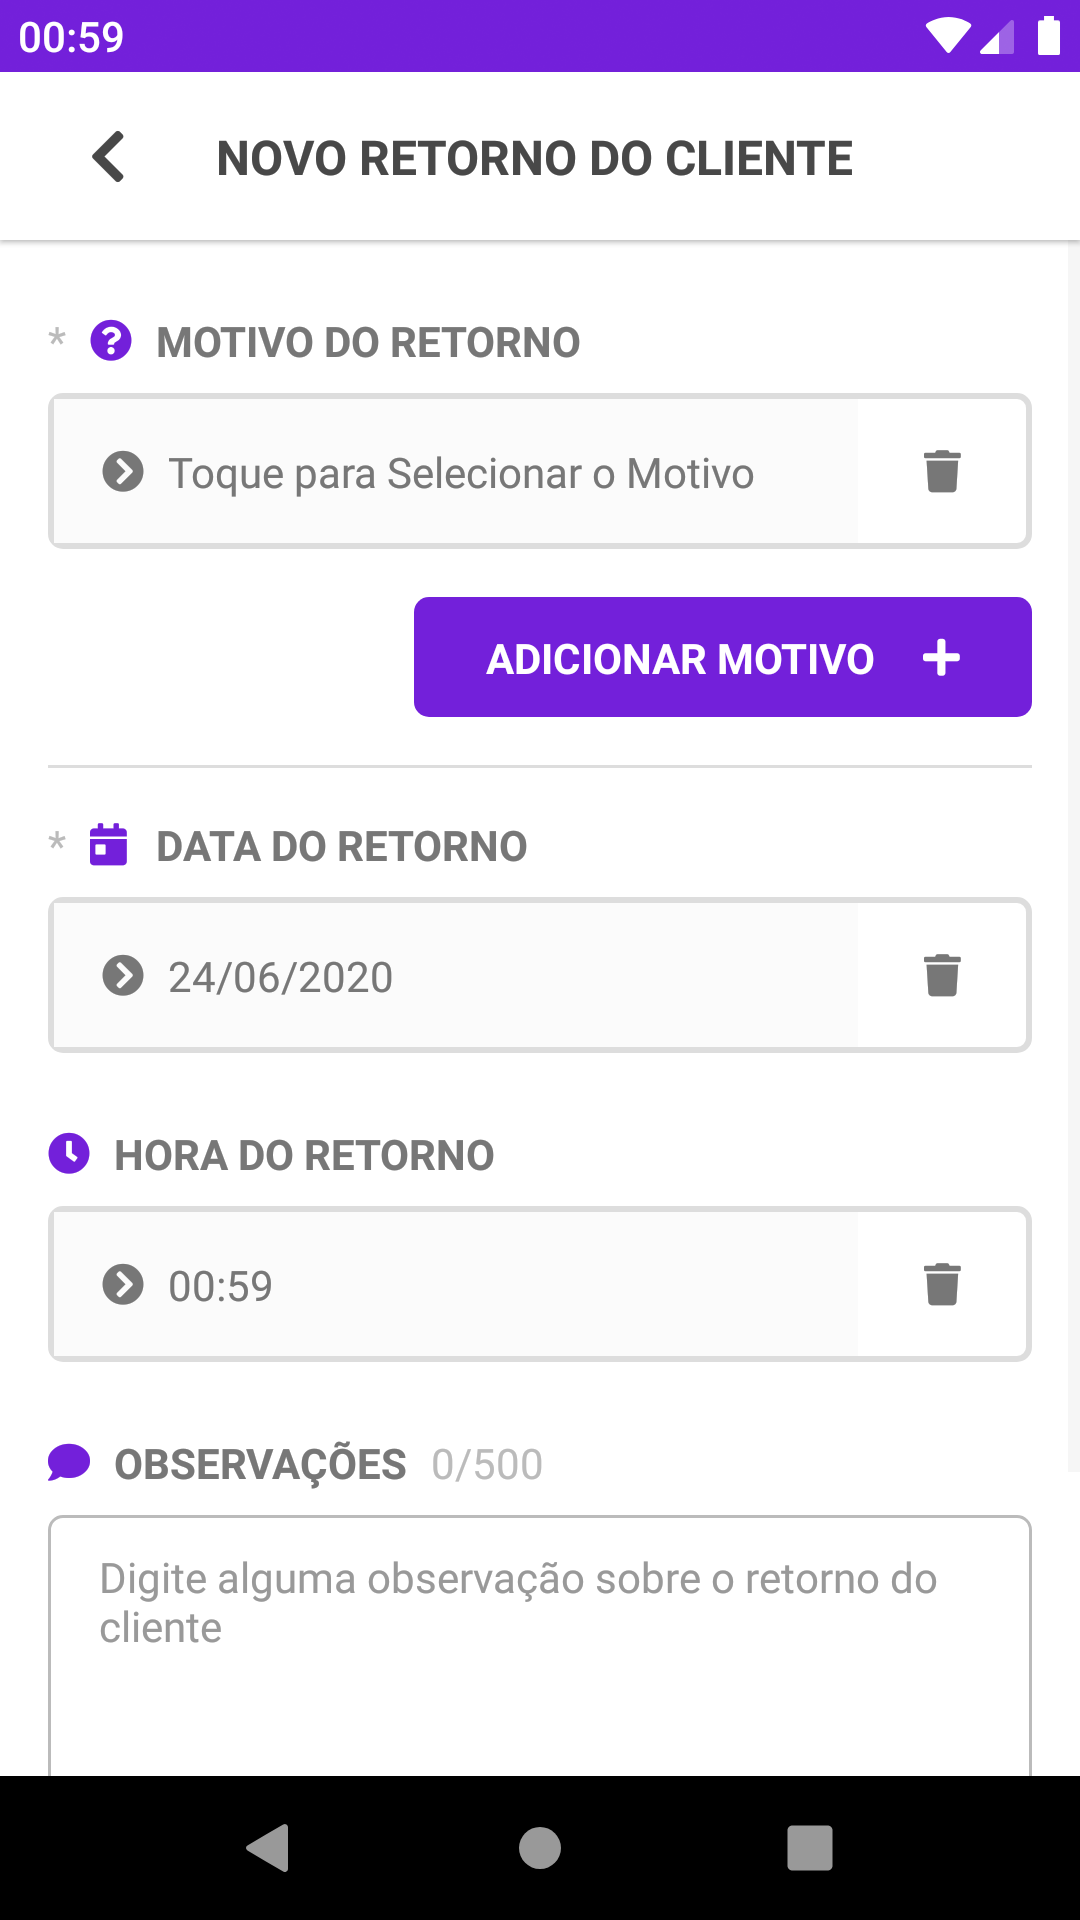 00:59
NOVO RETORNO DO CLIENTE
* MOTIVO DO RETORNO
Toque para Selecionar o Motivo
ADICIONAR MOTIVO +
* DATA DO RETORNO
24/06/2020
HORA DO RETORNO
00:59
OBSERVAÇÕES 0/500
Digite alguma observação sobre o retorno do
cliente